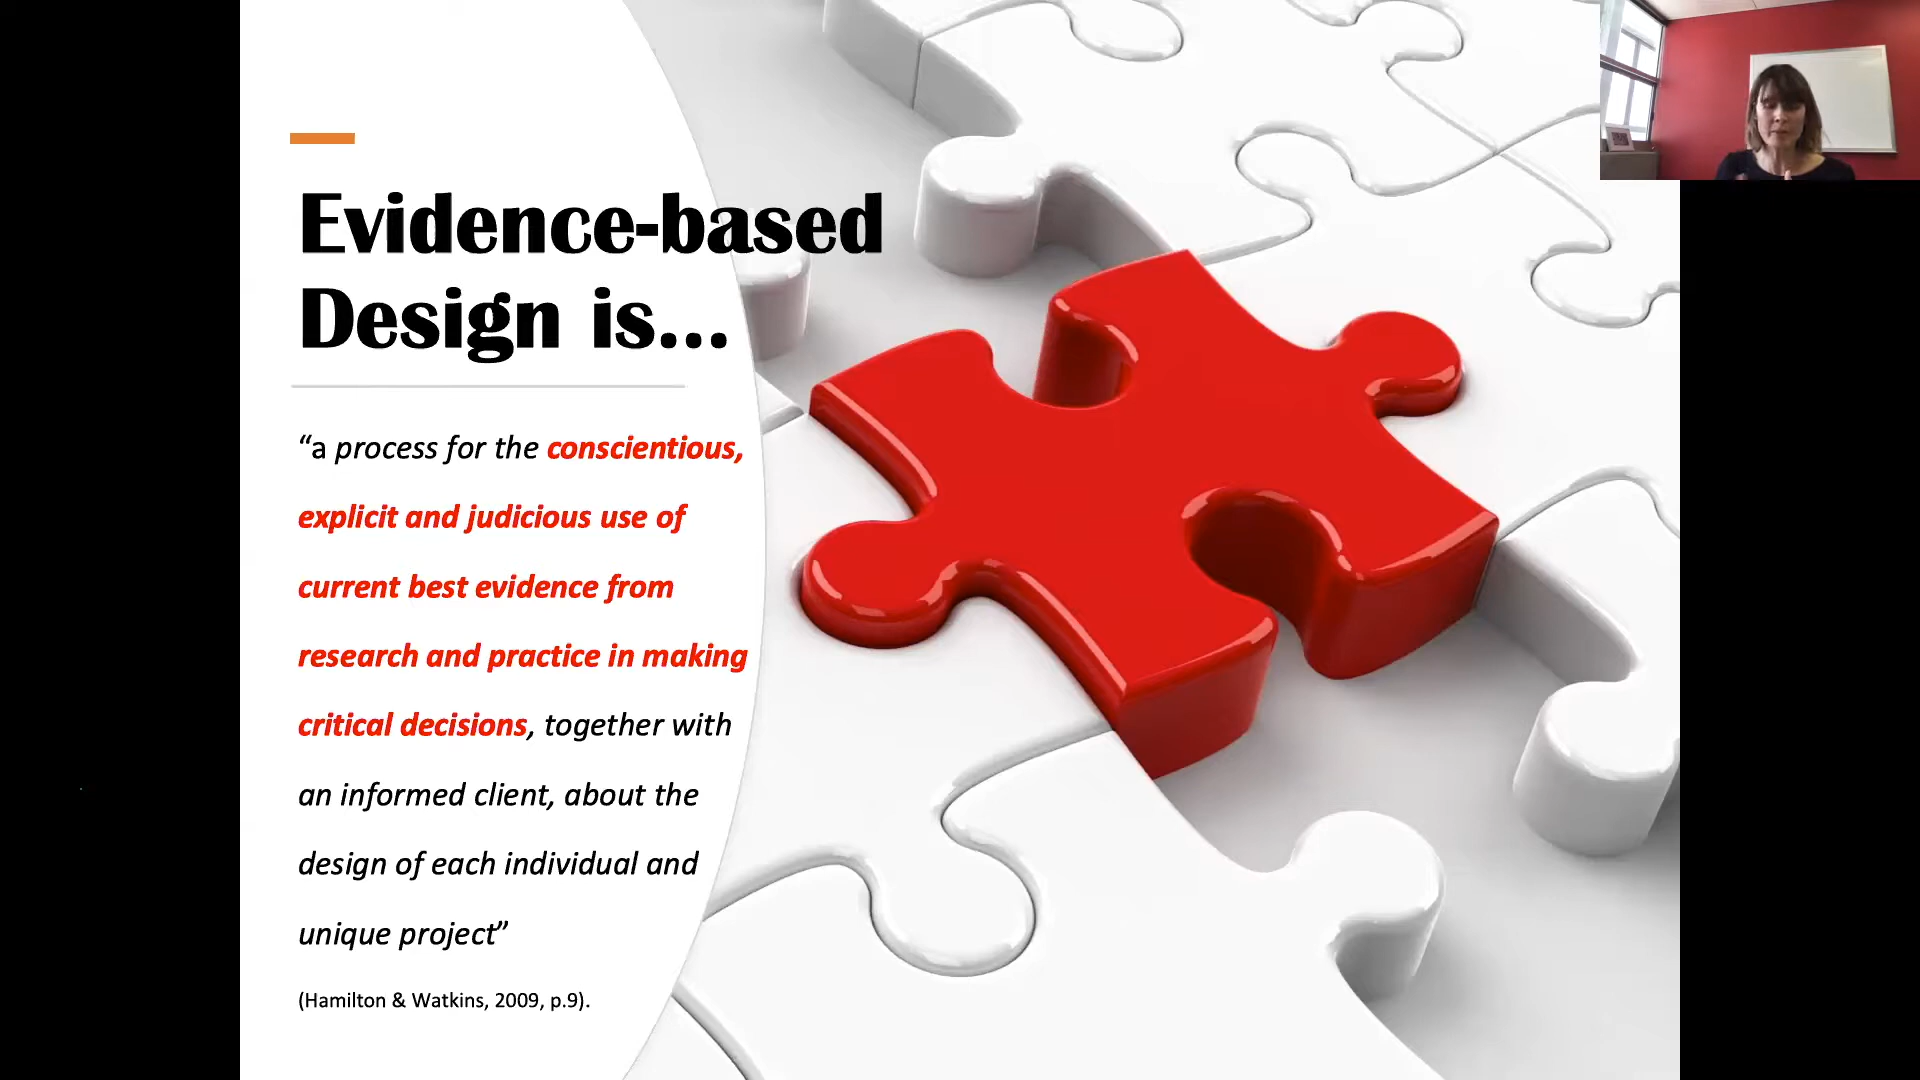 Evidence-based
Design is...
“a process for the conscientious,
explicit and judicious use of
current best evidence from
research and practice in making
critical decisions, together with
an informed client, about the
design of each individual and
unique project”
(Hamilton & Watkins, 2009, p.9).